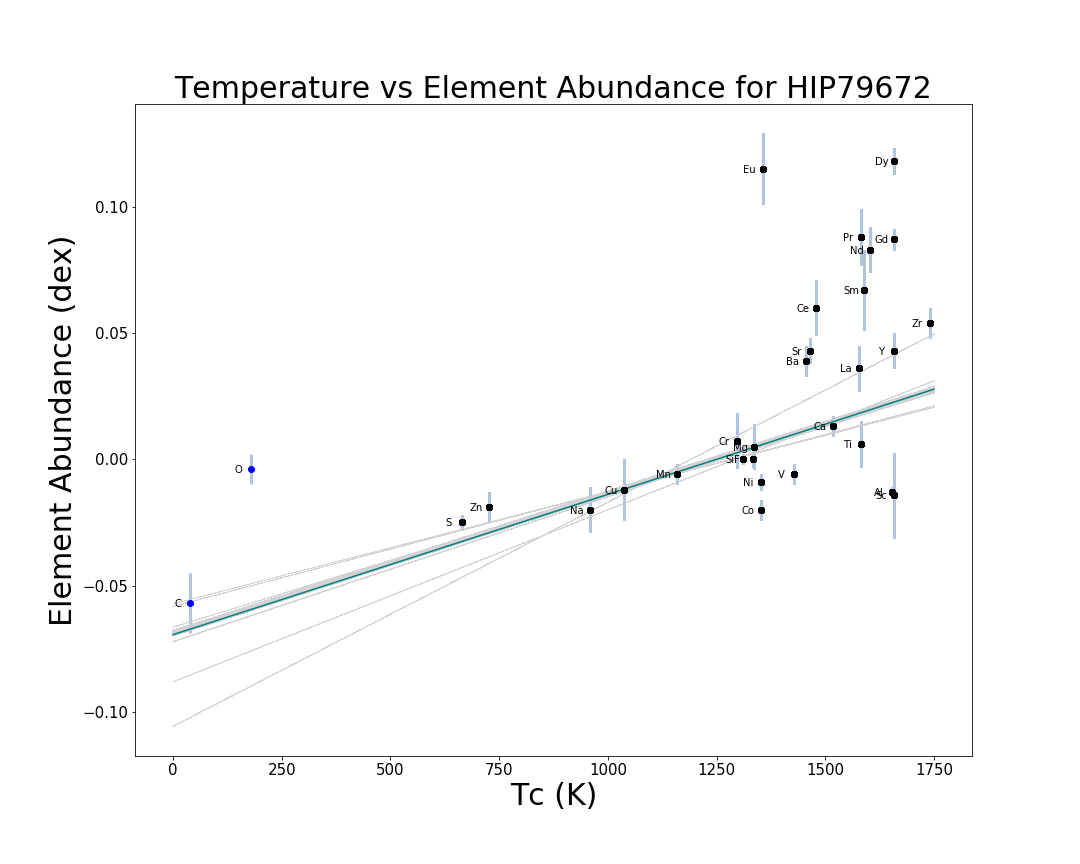 Temperature vs Element Abundance for HIP79672
Element Abundance (dex)
0.10
0.05
0.00
−0.05
−0.10
Eu
Dy
Pr
Gd
Nd
Sm
Ce
Zr
Sr
Y
Ba
La
Ca
Cr
Mg
Ti
O
Si
Mn
V
Ni
Cu
Al
Sc
Zn
Na
Co
S
C
0
250
500
750
1000
1250
1500
1750
Tc (K)